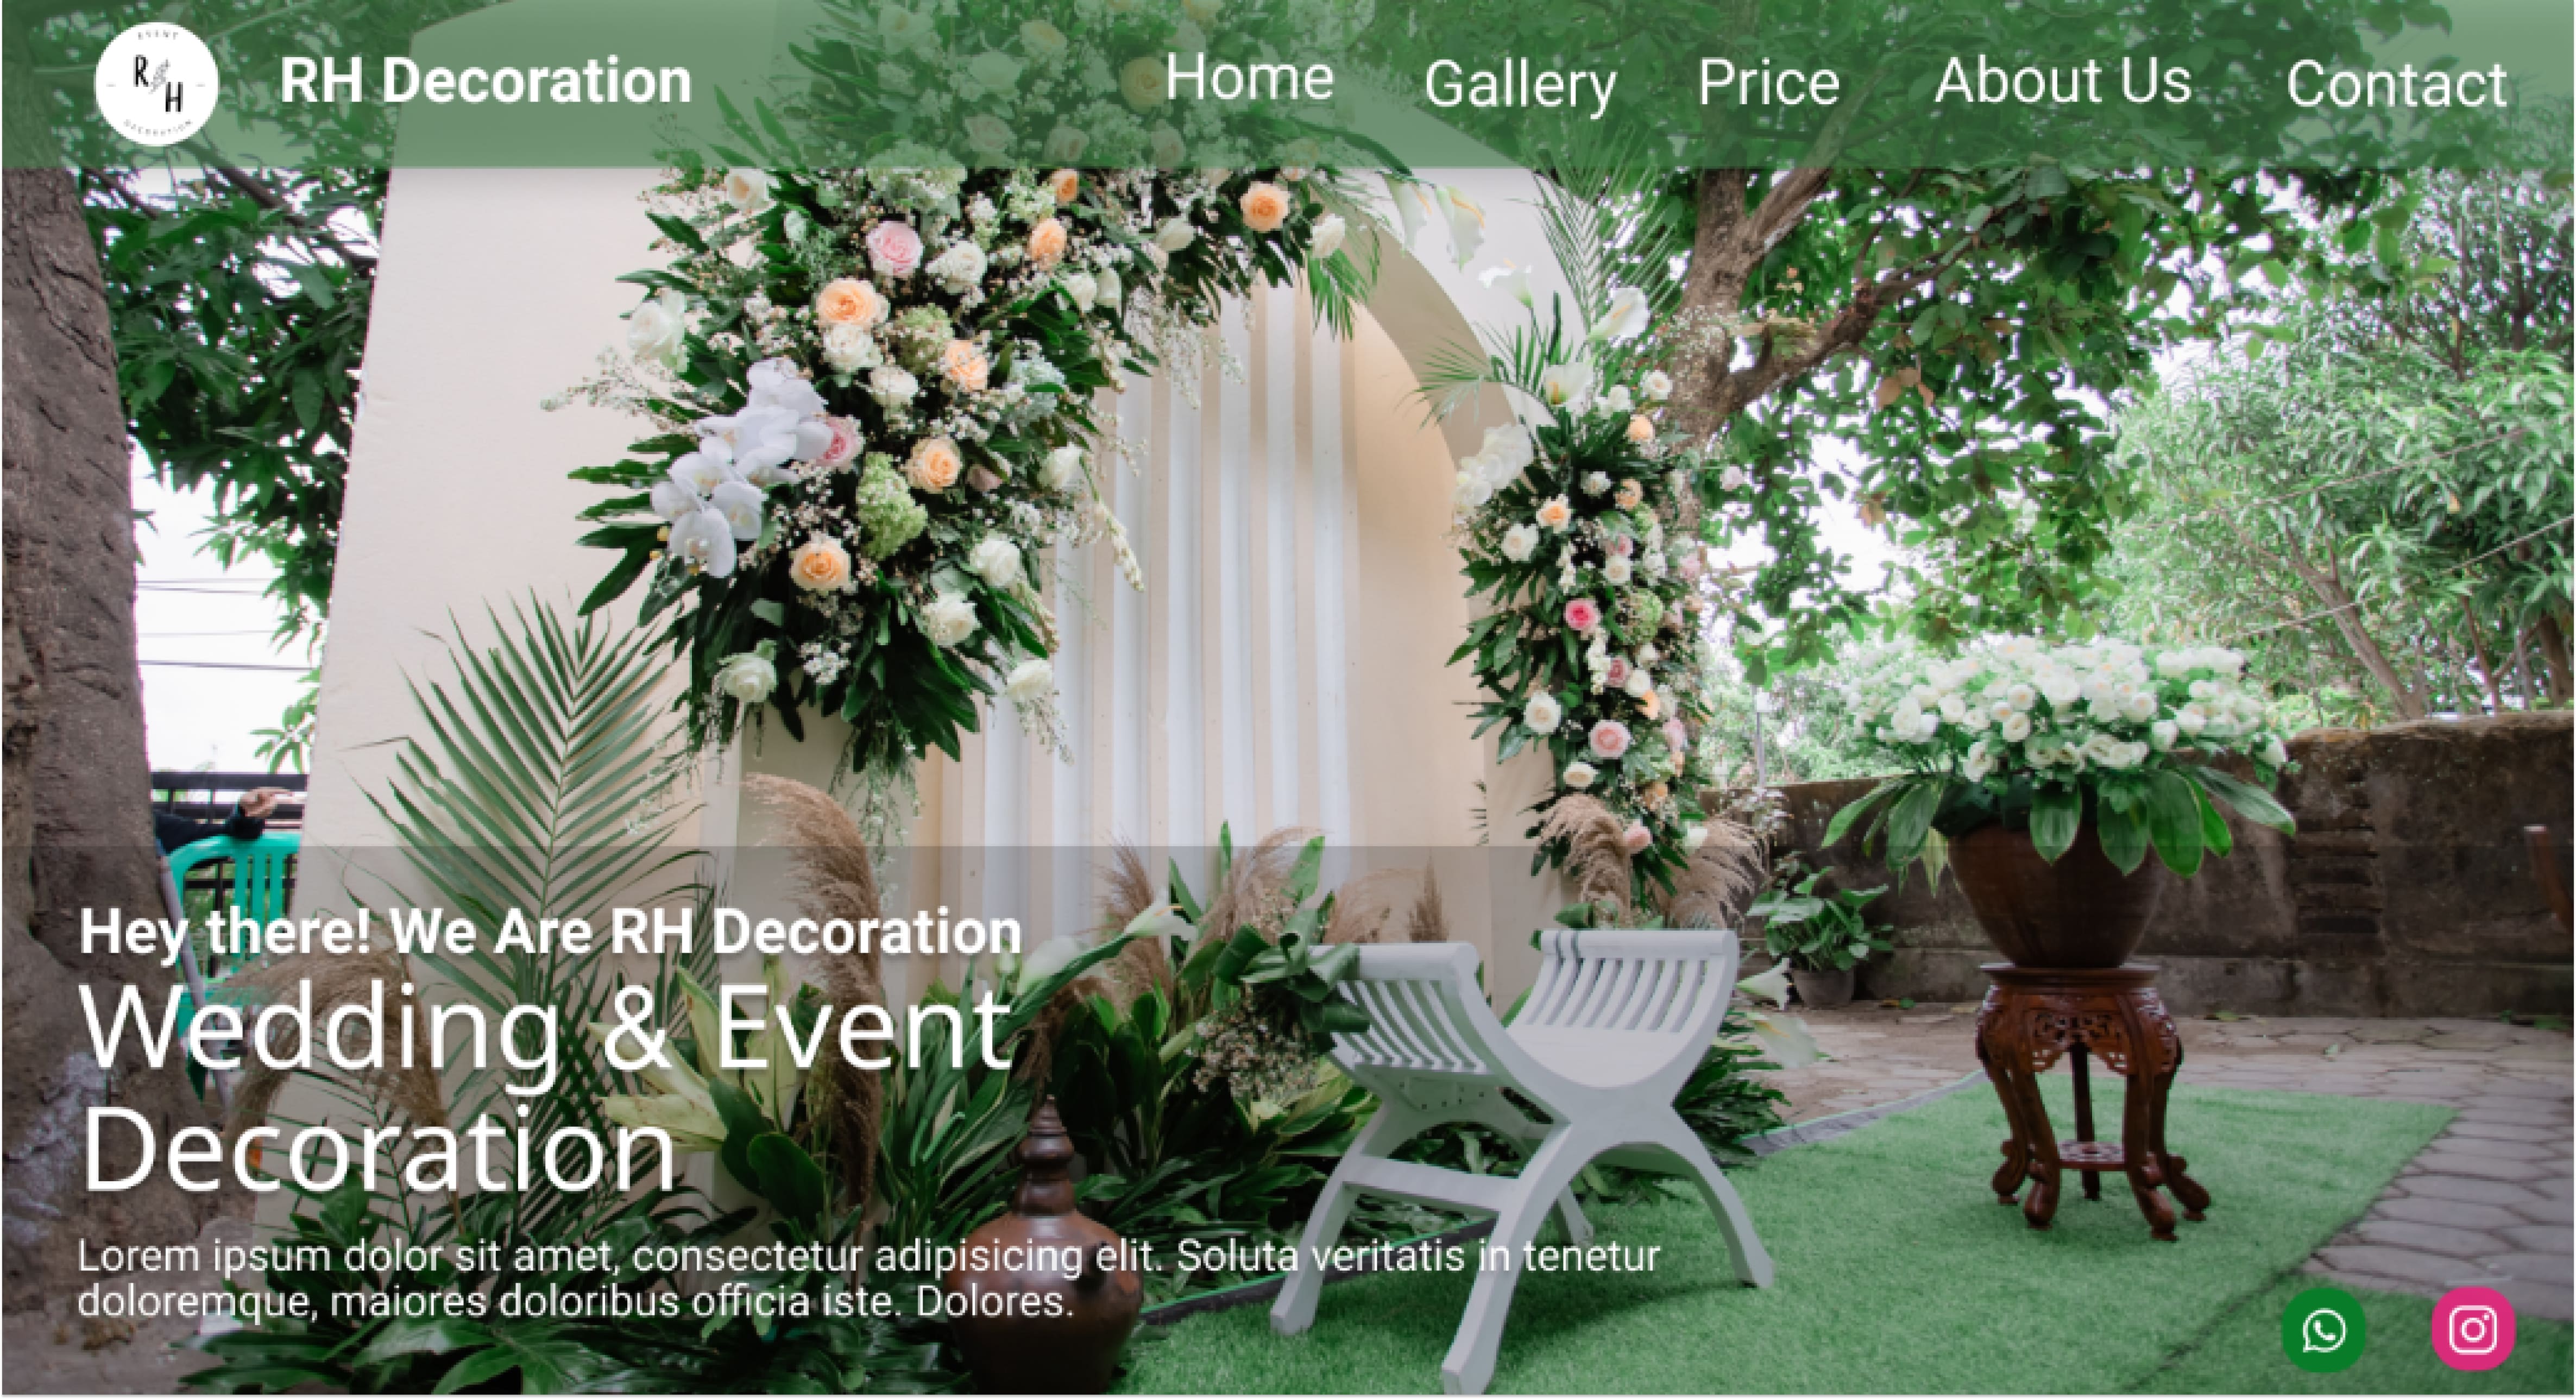 EVENT
R
H
DECORATION
RH Decoration
Home
Gallery
Price
About Us
Contact
Hey there! We Are RH Decoration
Wedding & Event
Decoration
Lorem ipsum dolor sit amet, consectetur adipisicing elit. Soluta veritatis in tenetur
doloremque, maiores doloribus officia iste. Dolores.